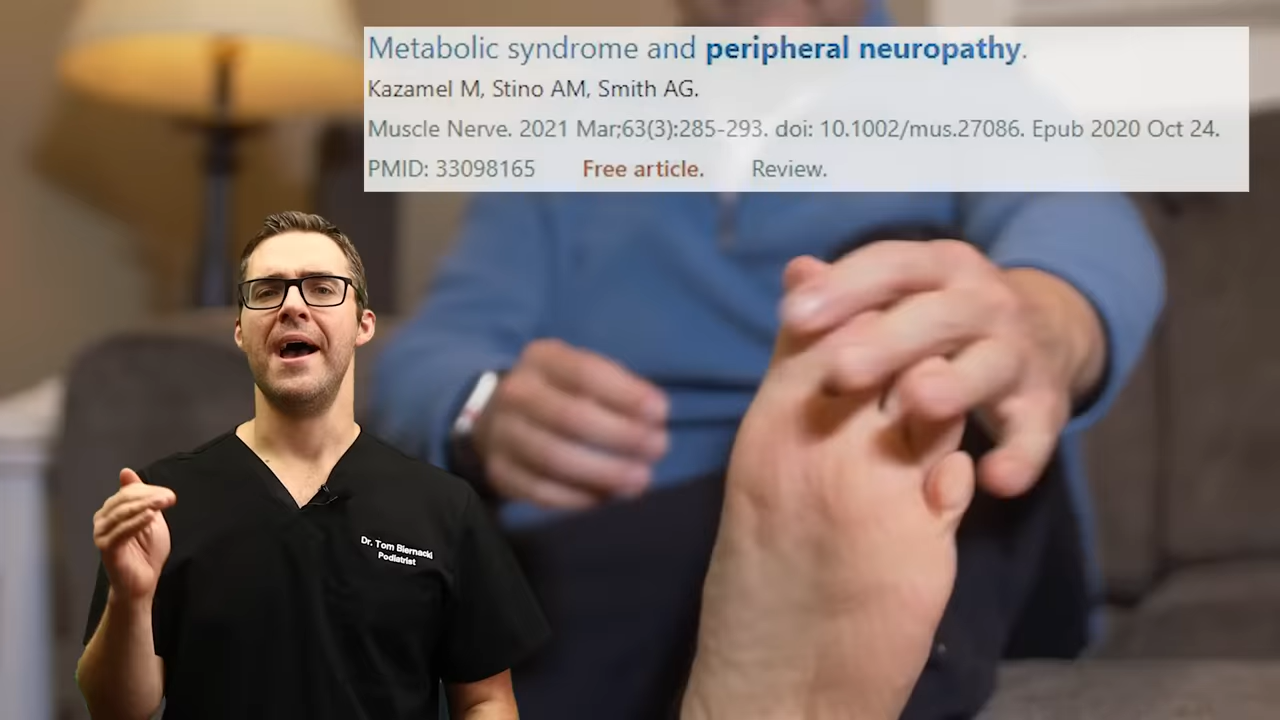 Metabolic syndrome and peripheral neuropathy.
Kazamel M, Stino AM, Smith AG.
Muscle Nerve. 2021 Mar;63(3):285-293. doi: 10.1002/mus.27086. Epub 2020 Oct 24.
PMID: 33098165 Free article. Review.
Dr. Tom Biernacki
Podiatrist